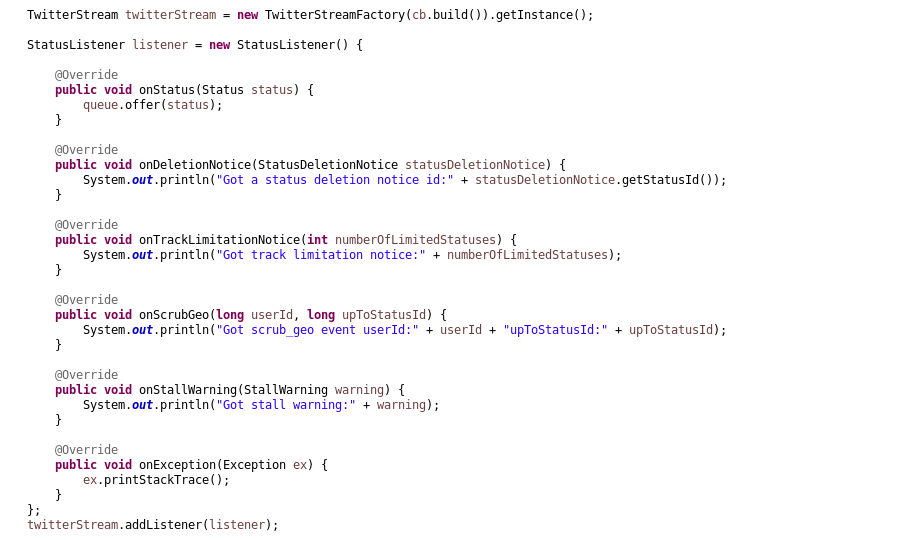 TwitterStream twitterStream = new TwitterStreamFactory(cb.build()).getInstance();

StatusListener listener = new StatusListener() {

    @Override
    public void onStatus(Status status) {
        queue.offer(status);
    }

    @Override
    public void onDeletionNotice(StatusDeletionNotice statusDeletionNotice) {
        System.out.println("Got a status deletion notice id:" + statusDeletionNotice.getStatusId());
    }

    @Override
    public void onTrackLimitationNotice(int numberOfLimitedStatuses) {
        System.out.println("Got track limitation notice:" + numberOfLimitedStatuses);
    }

    @Override
    public void onScrubGeo(long userId, long upToStatusId) {
        System.out.println("Got scrub_geo event userId:" + userId + "upToStatusId:" + upToStatusId);
    }

    @Override
    public void onStallWarning(StallWarning warning) {
        System.out.println("Got stall warning:" + warning);
    }

    @Override
    public void onException(Exception ex) {
        ex.printStackTrace();
    }
};
twitterStream.addListener(listener);